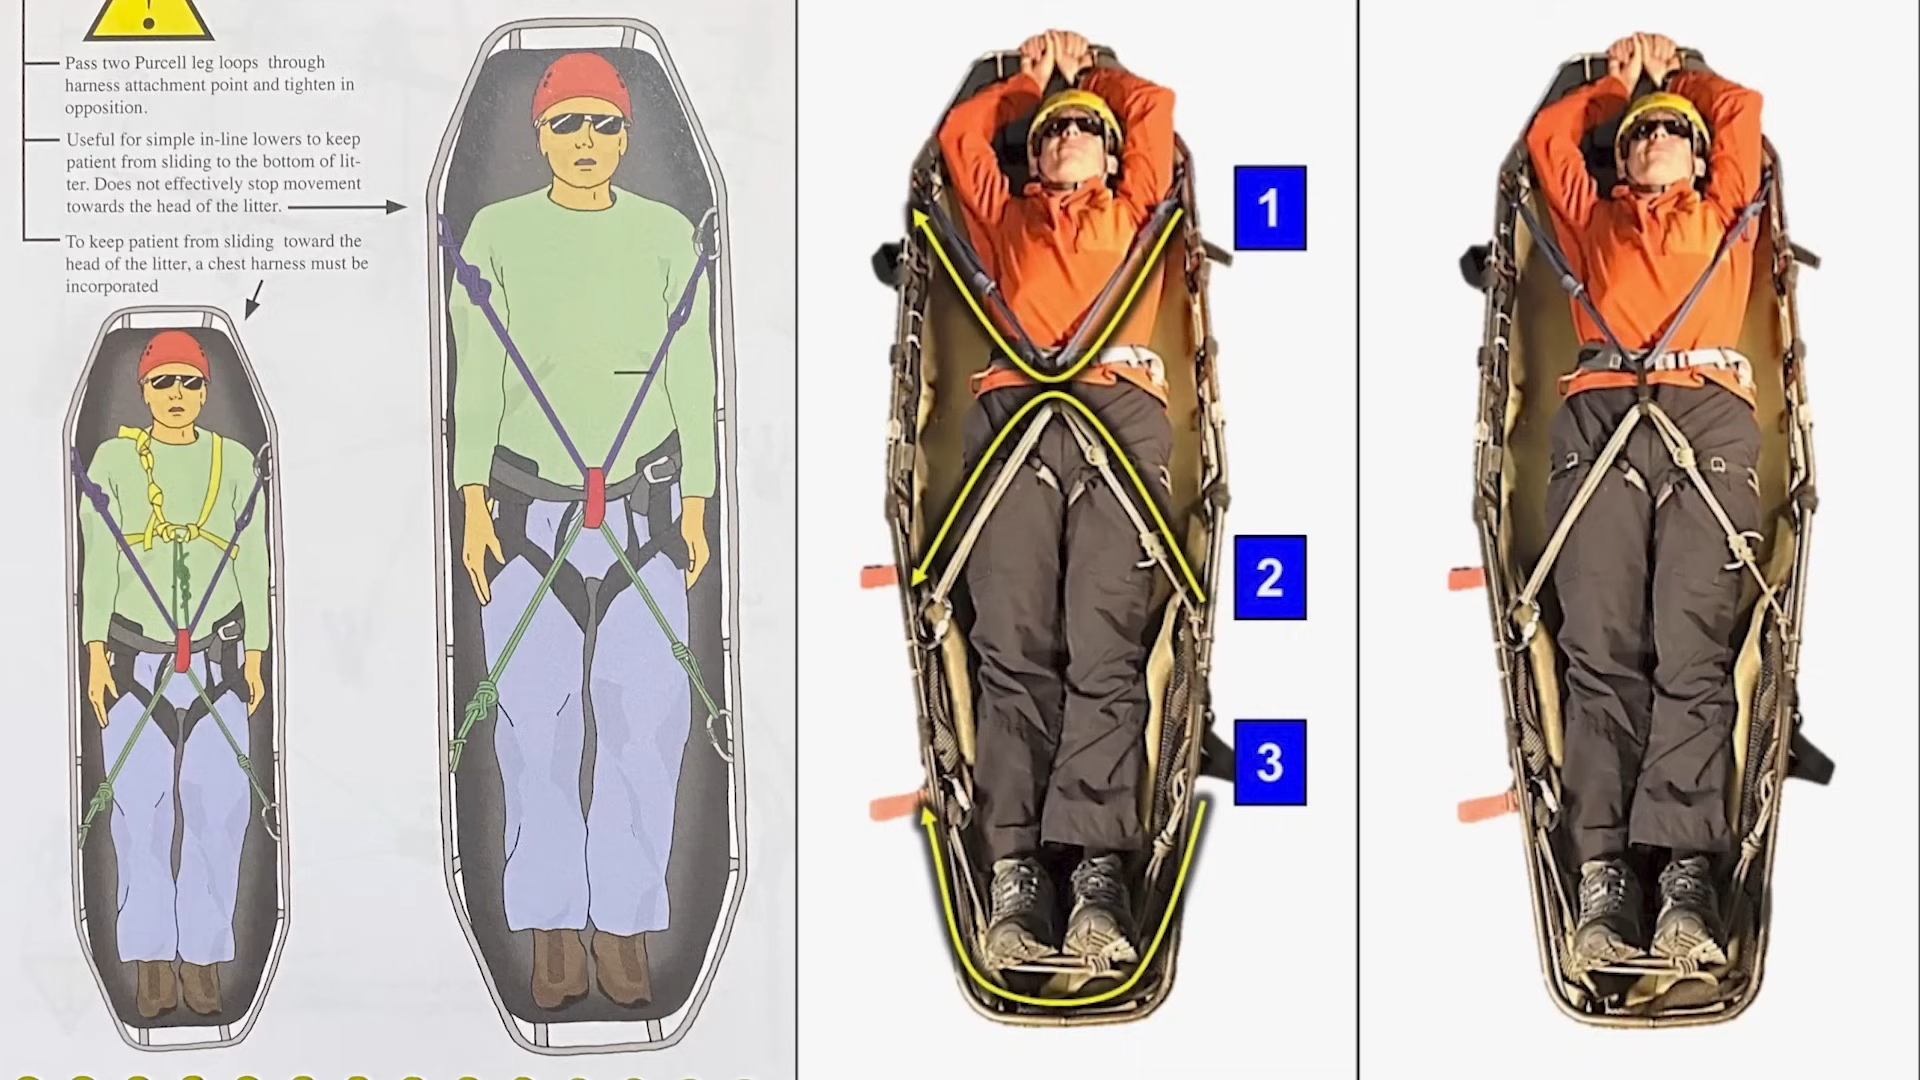 !
Pass two Purcell leg loops through
harness attachment point and tighten in
opposition.
Useful for simple in-line lowers to keep
patient from sliding to the bottom of lit-
ter. Does not effectively stop movement
towards the head of the litter.
To keep patient from sliding toward the
head of the litter, a chest harness must be
incorporated
1
2
3